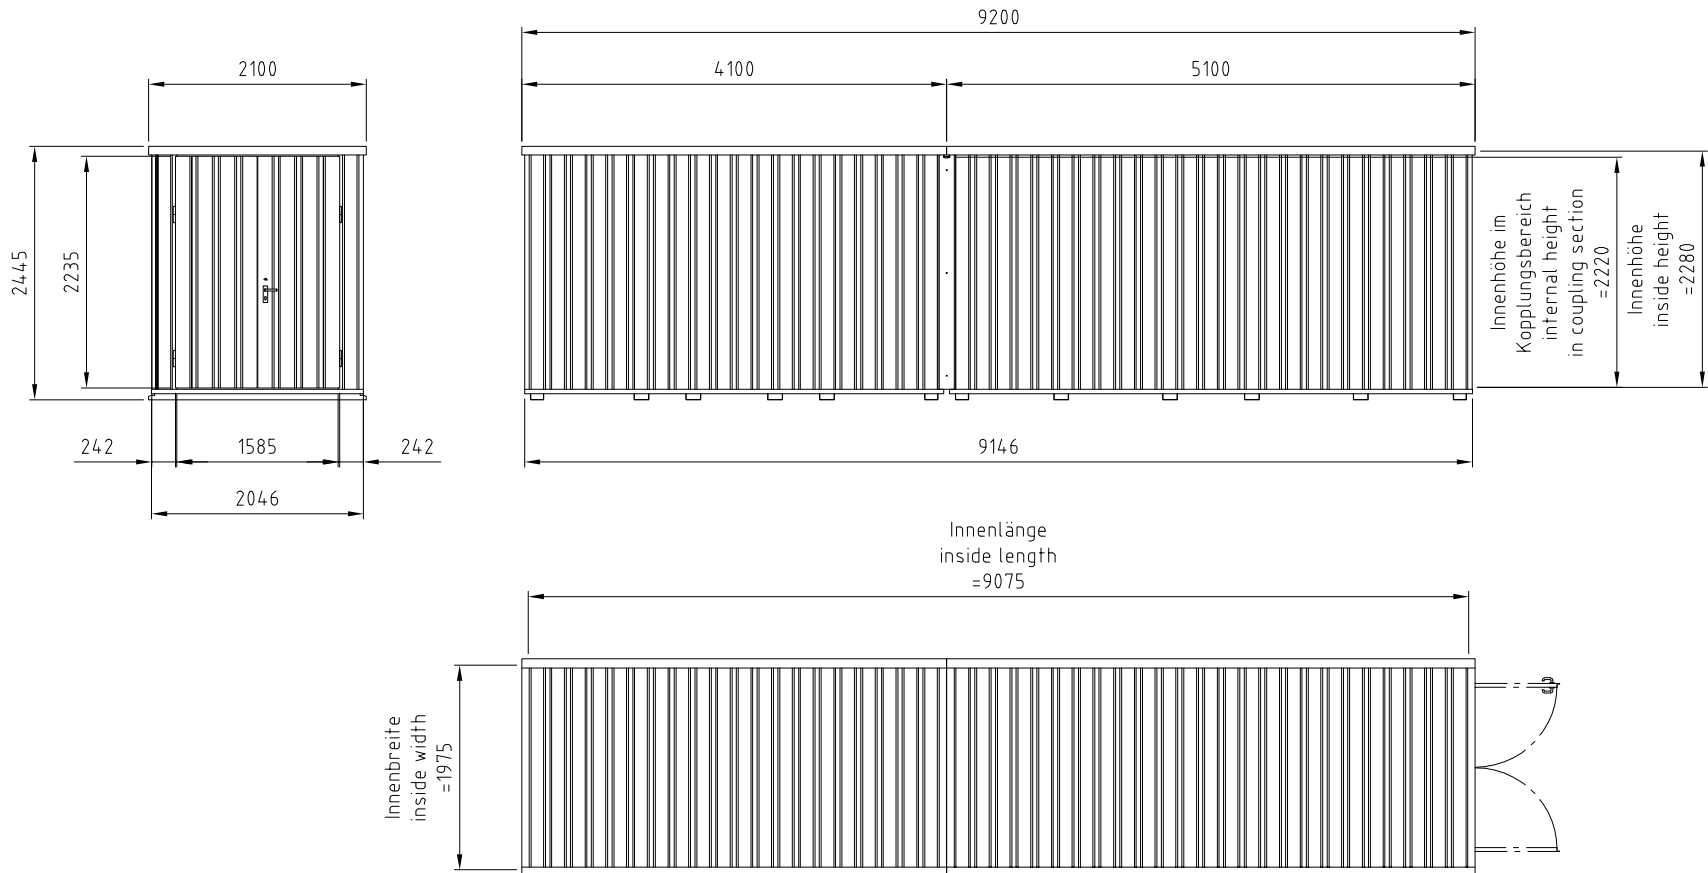 9200
2100
4100
5100
2445
2235
Innenhöhe im
Kopplungsbereich
internal height
in coupling section
=2220
Innenhöhe
inside height
=2280
242
1585
242
9146
2046
Innenlänge
inside length
=9075
Innenbreite
inside width
=1975